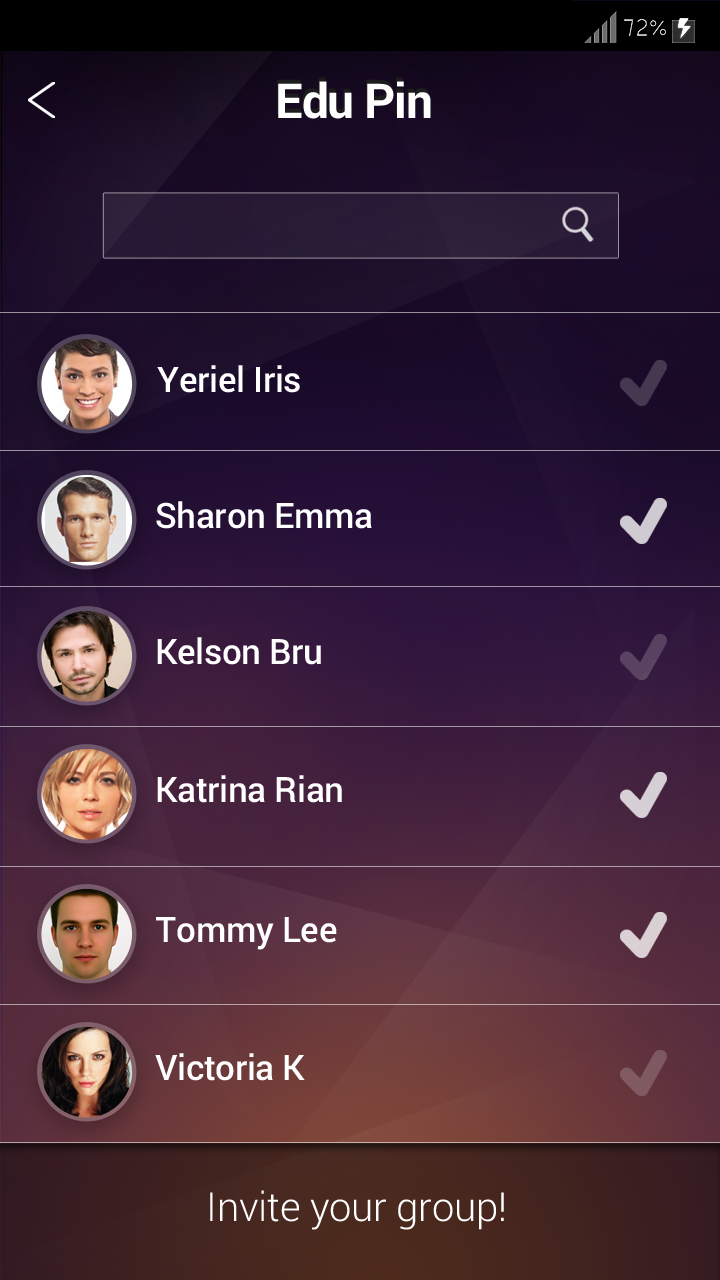 72%
Edu Pin
Yeriel Iris
Sharon Emma
Kelson Bru
Katrina Rian
Tommy Lee
Victoria K
Invite your group!